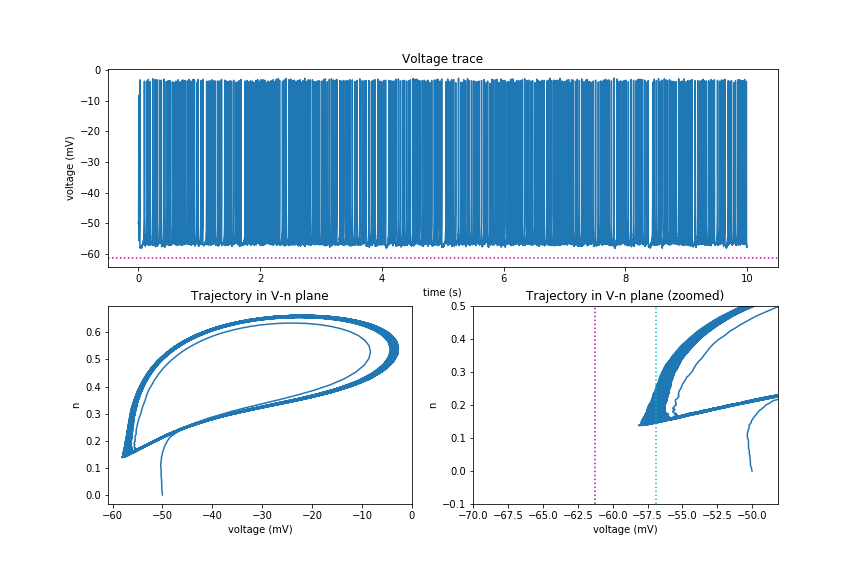 Voltage trace
0
−10
−20
−30
−40
−50
−60
voltage (mV)
0 2 4 6 8 10
time (s)
Trajectory in V-n plane
0.6
0.5
0.4
0.3
0.2
0.1
0.0
n
−60 −50 −40 −30 −20 −10 0
voltage (mV)
Trajectory in V-n plane (zoomed)
0.5
0.4
0.3
0.2
0.1
0.0
−0.1
n
−70.0 −67.5 −65.0 −62.5 −60.0 −57.5 −55.0 −52.5 −50.0
voltage (mV)